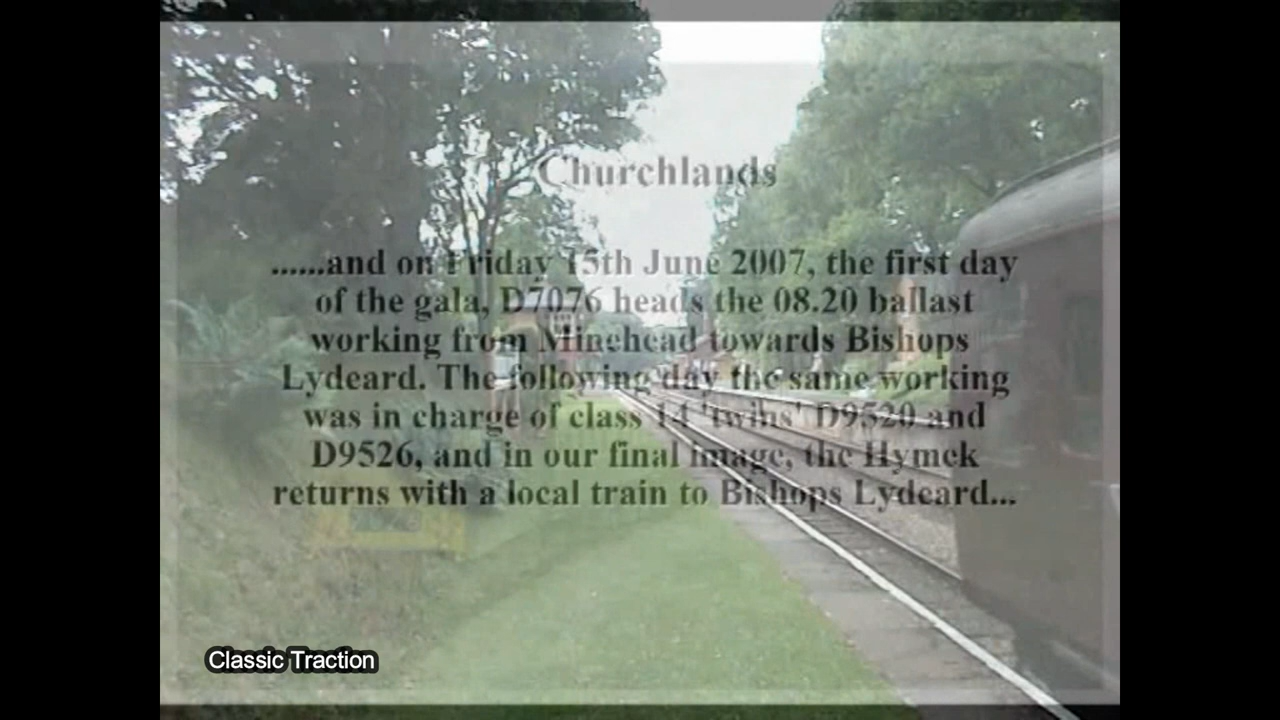 Churchlands
......and on Friday 15th June 2007, the first day
of the gala, D7076 heads the 08.20 ballast
working from Minehead towards Bishops
Lydeard. The following day the same working
was in charge of class 14 'twins' D9520 and
D9526, and in our final image, the Hymek
returns with a local train to Bishops Lydeard...
Classic Traction